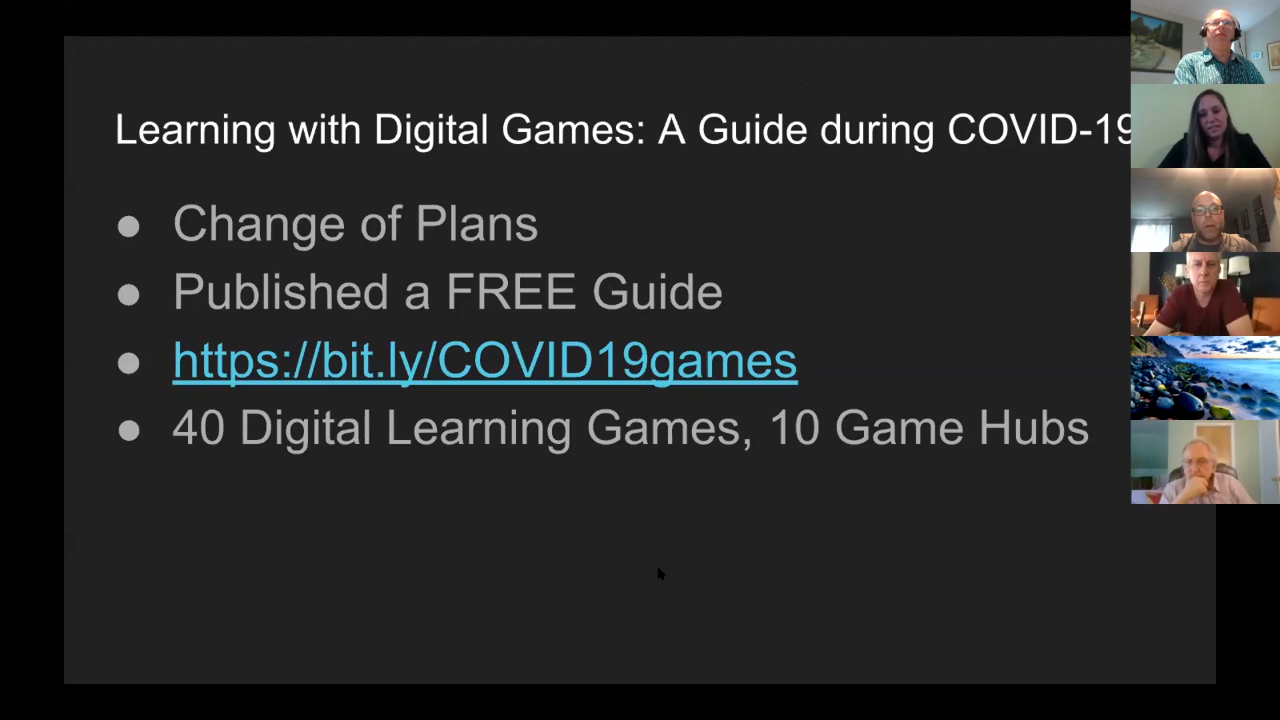 Learning with Digital Games: A Guide during COVID-19
● Change of Plans
● Published a FREE Guide
● https://bit.ly/COVID19games
● 40 Digital Learning Games, 10 Game Hubs